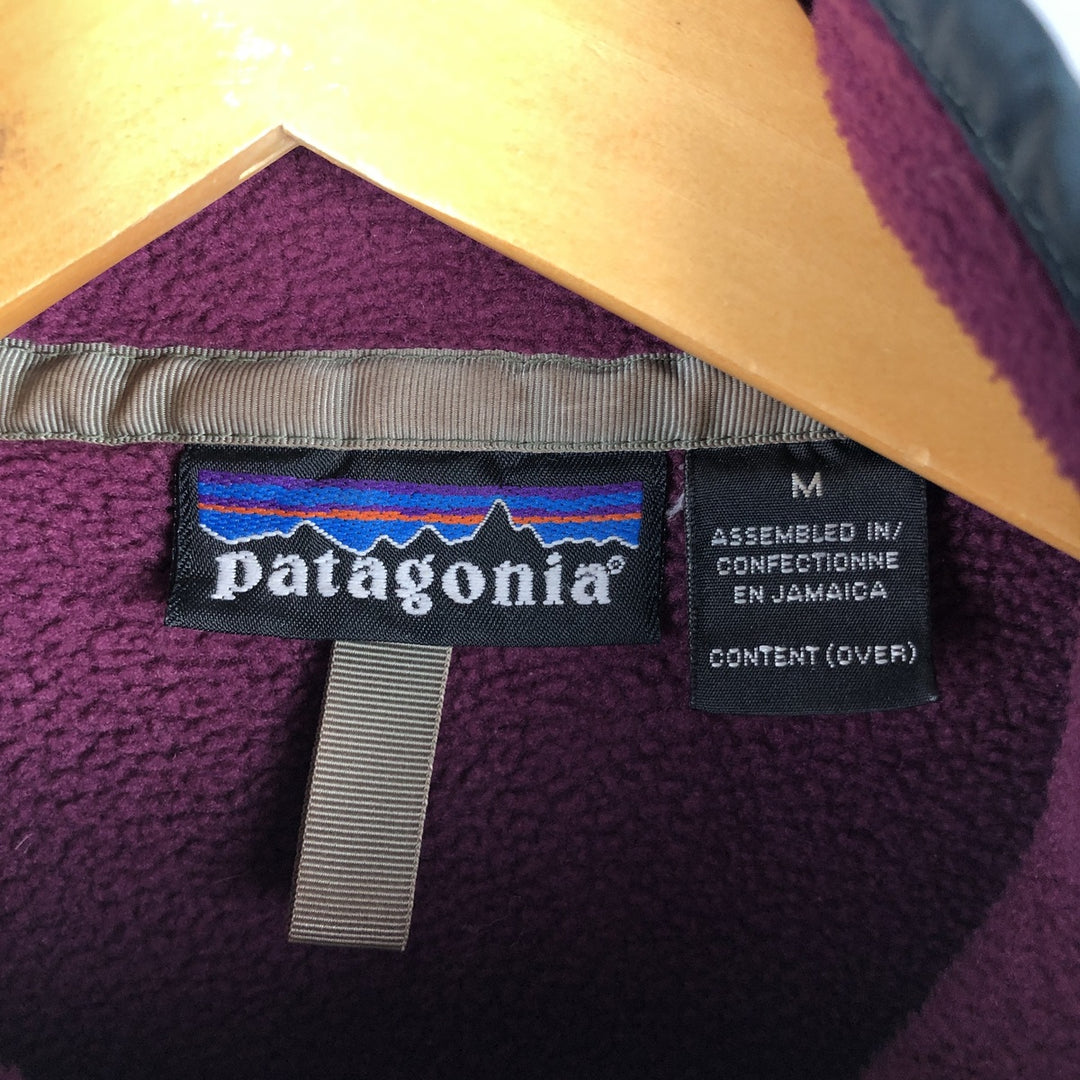 patagonia®
M
ASSEMBLED IN/
CONFECTIONNE
EN JAMAICA
CONTENT (OVER)